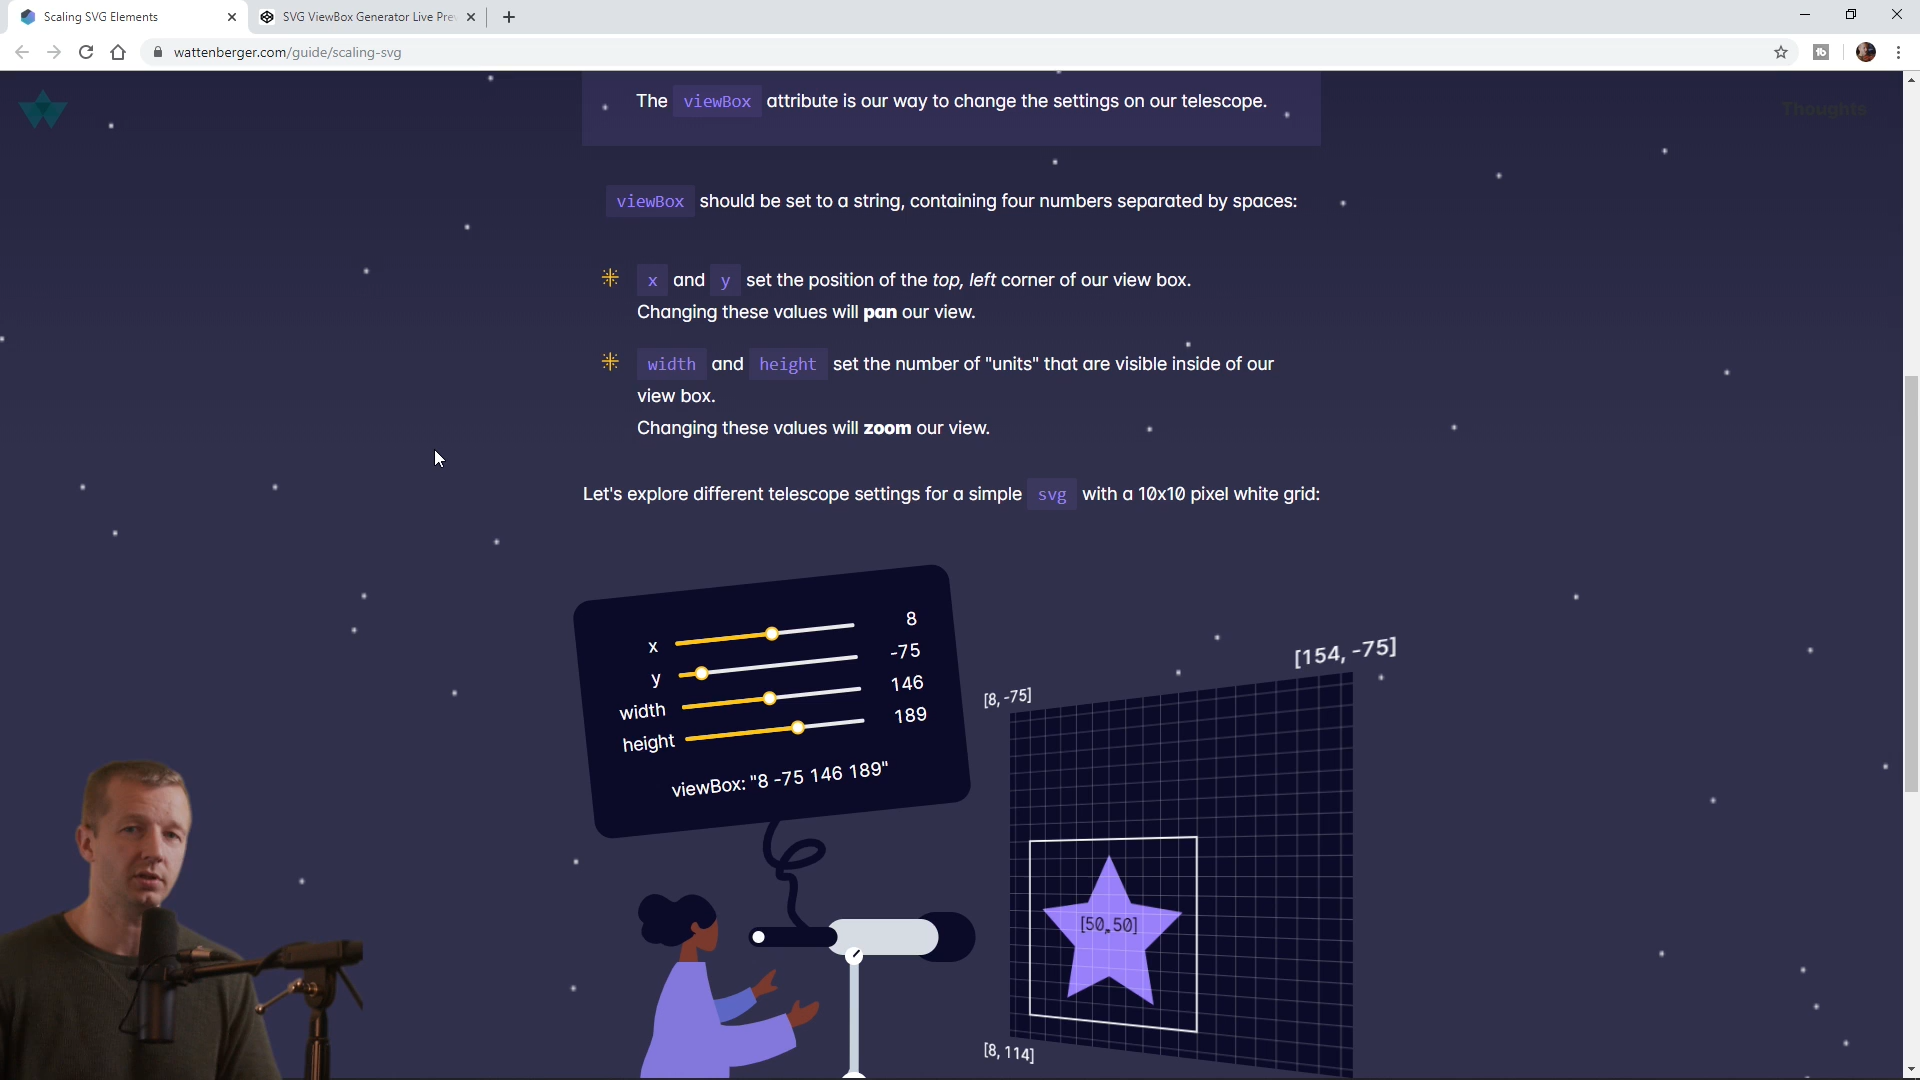 Scaling SVG Elements
SVG ViewBox Generator Live Pre
wattenberger.com/guide/scaling-svg
Thoughts
The viewBox attribute is our way to change the settings on our telescope.
viewBox should be set to a string, containing four numbers separated by spaces:
x and y set the position of the top, left corner of our view box.
Changing these values will pan our view.
width and height set the number of "units" that are visible inside of our
view box.
Changing these values will zoom our view.
Let's explore different telescope settings for a simple svg with a 10x10 pixel white grid:
x 8
y -75
width 146
height 189
viewBox: "8 -75 146 189"
[8, -75]
[154, -75]
[50, 50]
[8, 114]